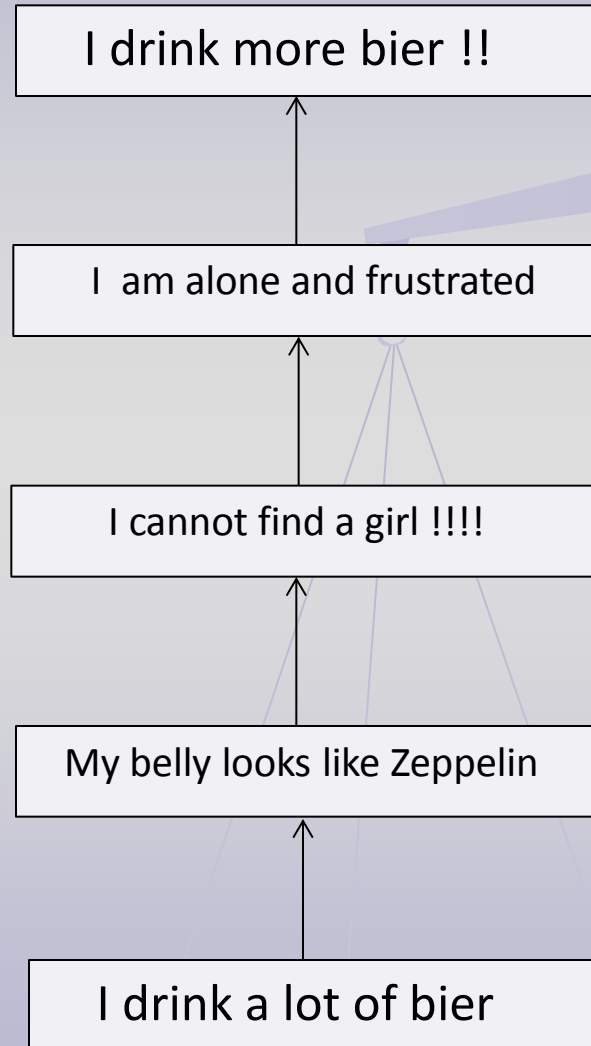 I drink more bier !!
I am alone and frustrated
I cannot find a girl !!!!
My belly looks like Zeppelin
I drink a lot of bier